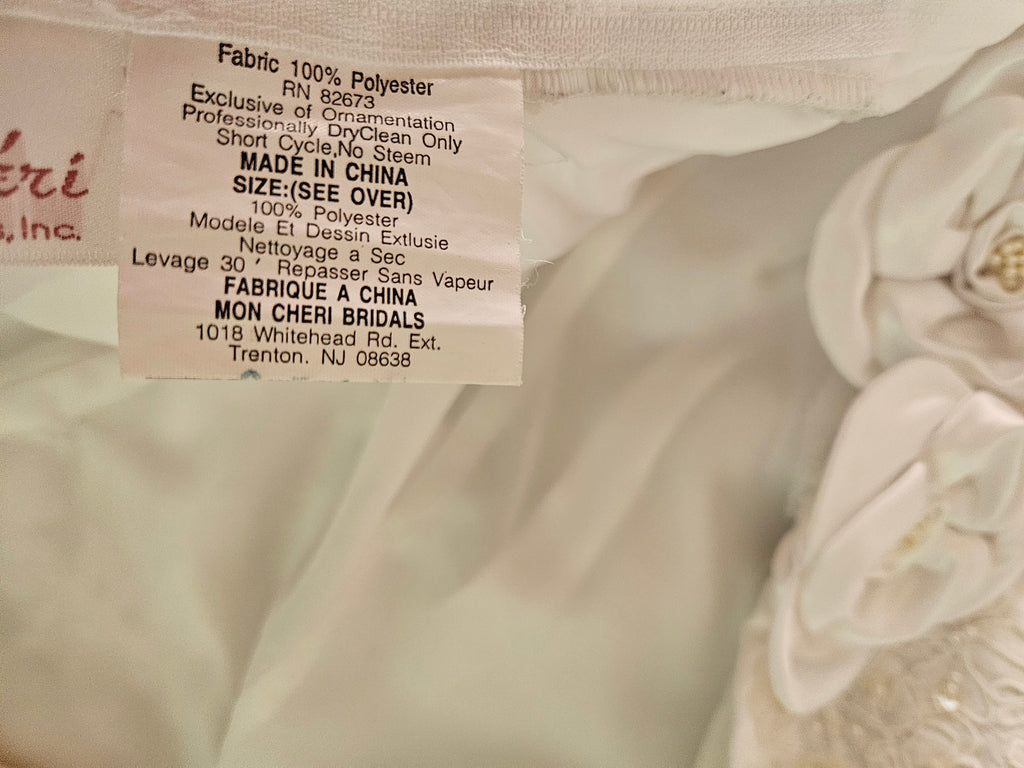 éri
s, Inc.
Fabric 100% Polyester
RN 82673
Exclusive of Ornamentation
Professionally DryClean Only
Short Cycle,No Steem
MADE IN CHINA
SIZE:(SEE OVER)
100% Polyester
Modele Et Dessin Extlusie
Nettoyage a Sec
Levage 30 ' Repasser Sans Vapeur
FABRIQUE A CHINA
MON CHERI BRIDALS
1018 Whitehead Rd. Ext.
Trenton. NJ 08638